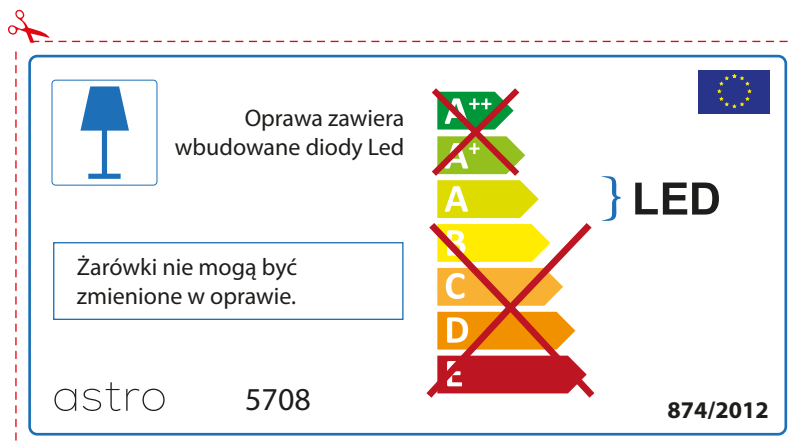 Oprawa zawiera
wbudowane diody Led
Żarówki nie mogą być
zmienione w oprawie.
A++
A+
A
B
C
D
E
LED
astro
5708
874/2012